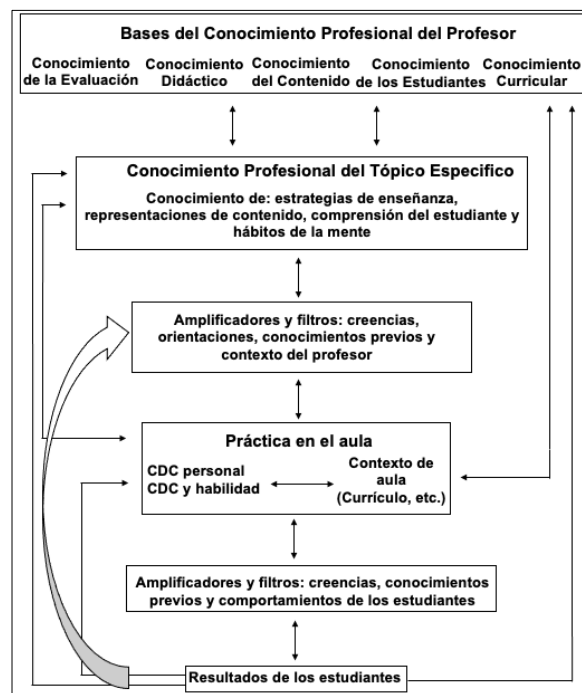 Bases del Conocimiento Profesional del Profesor
Conocimiento de la Evaluación
Conocimiento Didáctico
Conocimiento del Contenido
Conocimiento de los Estudiantes
Conocimiento Curricular
Conocimiento Profesional del Tópico Especifico
Conocimiento de: estrategias de enseñanza,
representaciones de contenido, comprensión del estudiante y
hábitos de la mente
Amplificadores y filtros: creencias,
orientaciones, conocimientos previos y
contexto del profesor
Práctica en el aula
CDC personal
CDC y habilidad
Contexto de
aula
(Currículo, etc.)
Amplificadores y filtros: creencias, conocimientos
previos y comportamientos de los estudiantes
Resultados de los estudiantes